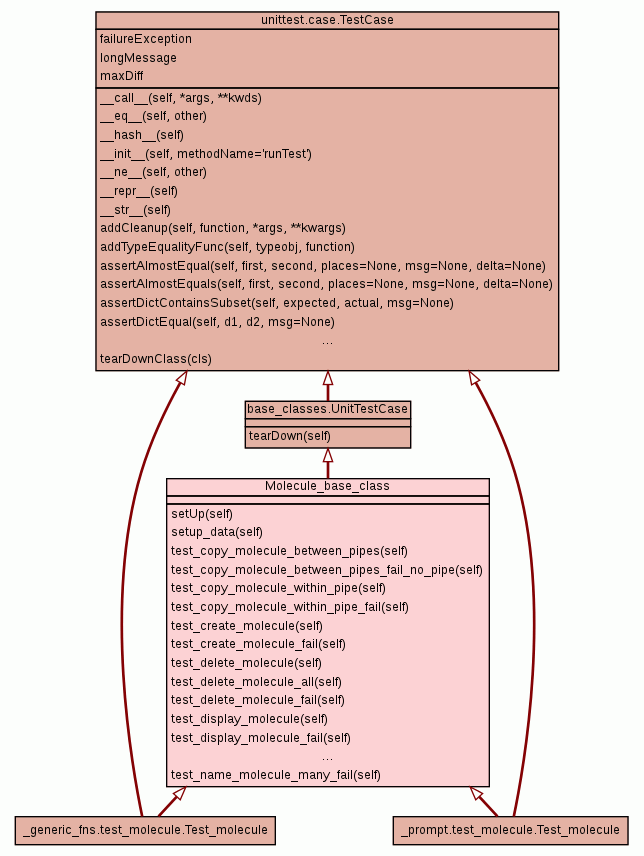 unittest.case.TestCase
failureException
longMessage
maxDiff
__call__(self, *args, **kwds)
__eq__(self, other)
__hash__(self)
__init__(self, methodName='runTest')
__ne__(self, other)
__repr__(self)
__str__(self)
addCleanup(self, function, *args, **kwargs)
addTypeEqualityFunc(self, typeobj, function)
assertAlmostEqual(self, first, second, places=None, msg=None, delta=None)
assertAlmostEquals(self, first, second, places=None, msg=None, delta=None)
assertDictContainsSubset(self, expected, actual, msg=None)
assertDictEqual(self, d1, d2, msg=None)
...
tearDownClass(cls)
base_classes.UnitTestCase
tearDown(self)
Molecule_base_class
setUp(self)
setup_data(self)
test_copy_molecule_between_pipes(self)
test_copy_molecule_between_pipes_fail_no_pipe(self)
test_copy_molecule_within_pipe(self)
test_copy_molecule_within_pipe_fail(self)
test_create_molecule(self)
test_create_molecule_fail(self)
test_delete_molecule(self)
test_delete_molecule_all(self)
test_delete_molecule_fail(self)
test_display_molecule(self)
test_display_molecule_fail(self)
...
test_name_molecule_many_fail(self)
_generic_fns.test_molecule.Test_molecule
_prompt.test_molecule.Test_molecule